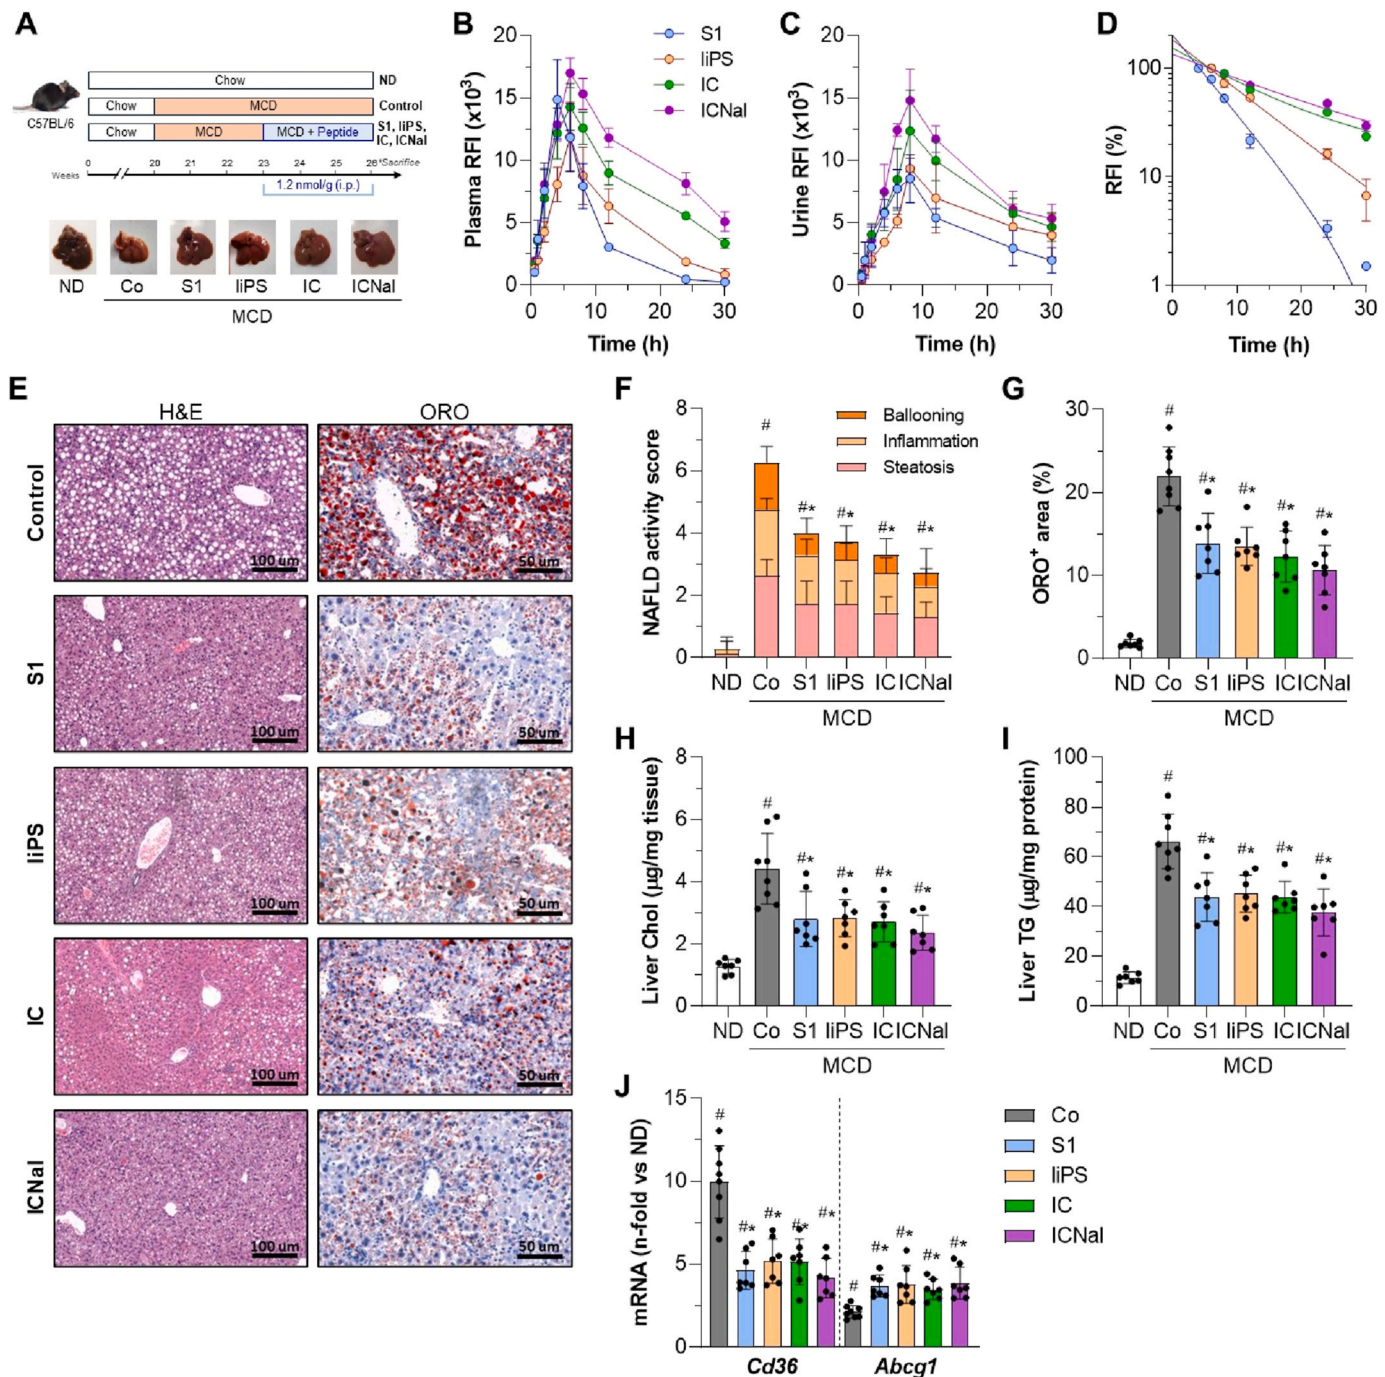 A
Chow
ND
Chow
MCD
Control
C57BL/6
Chow
MCD
MCD + Peptide
S1, IiPS,
IC, ICNal
Weeks
0 20 21 22 23 24 25 26 *Sacrifice
1.2 nmol/g (i.p.)
ND Co S1 IiPS IC ICNal
MCD
B
Plasma RFI (x10³)
20
15
10
5
0
0 10 20 30
Time (h)
S1
IiPS
IC
ICNal
C
Urine RFI (x10³)
20
15
10
5
0
0 10 20 30
Time (h)
D
RFI (%)
100
10
1
0 10 20 30
Time (h)
E
H&E ORO
Control
100 um
50 um
S1
100 um
50 um
IiPS
100 um
50 um
IC
100 um
50 um
ICNal
100 um
50 um
F
NAFLD activity score
8
6
4
2
0
Ballooning
Inflammation
Steatosis
#
#* #* #* #*
ND Co S1 IiPS IC ICNal
MCD
G
ORO⁺ area (%)
30
20
10
0
#
#* #* #* #*
ND Co S1 IiPS IC ICNal
MCD
H
Liver Chol (µg/mg tissue)
8
6
4
2
0
#
#* #* #* #*
ND Co S1 IiPS IC ICNal
MCD
I
Liver TG (µg/mg protein)
100
80
60
40
20
0
#
#* #* #* #*
ND Co S1 IiPS IC ICNal
MCD
J
mRNA (n-fold vs ND)
15
10
5
0
#
#* #* #* #*
#
#* #* #* #*
Cd36 Abcg1
Co
S1
IiPS
IC
ICNal